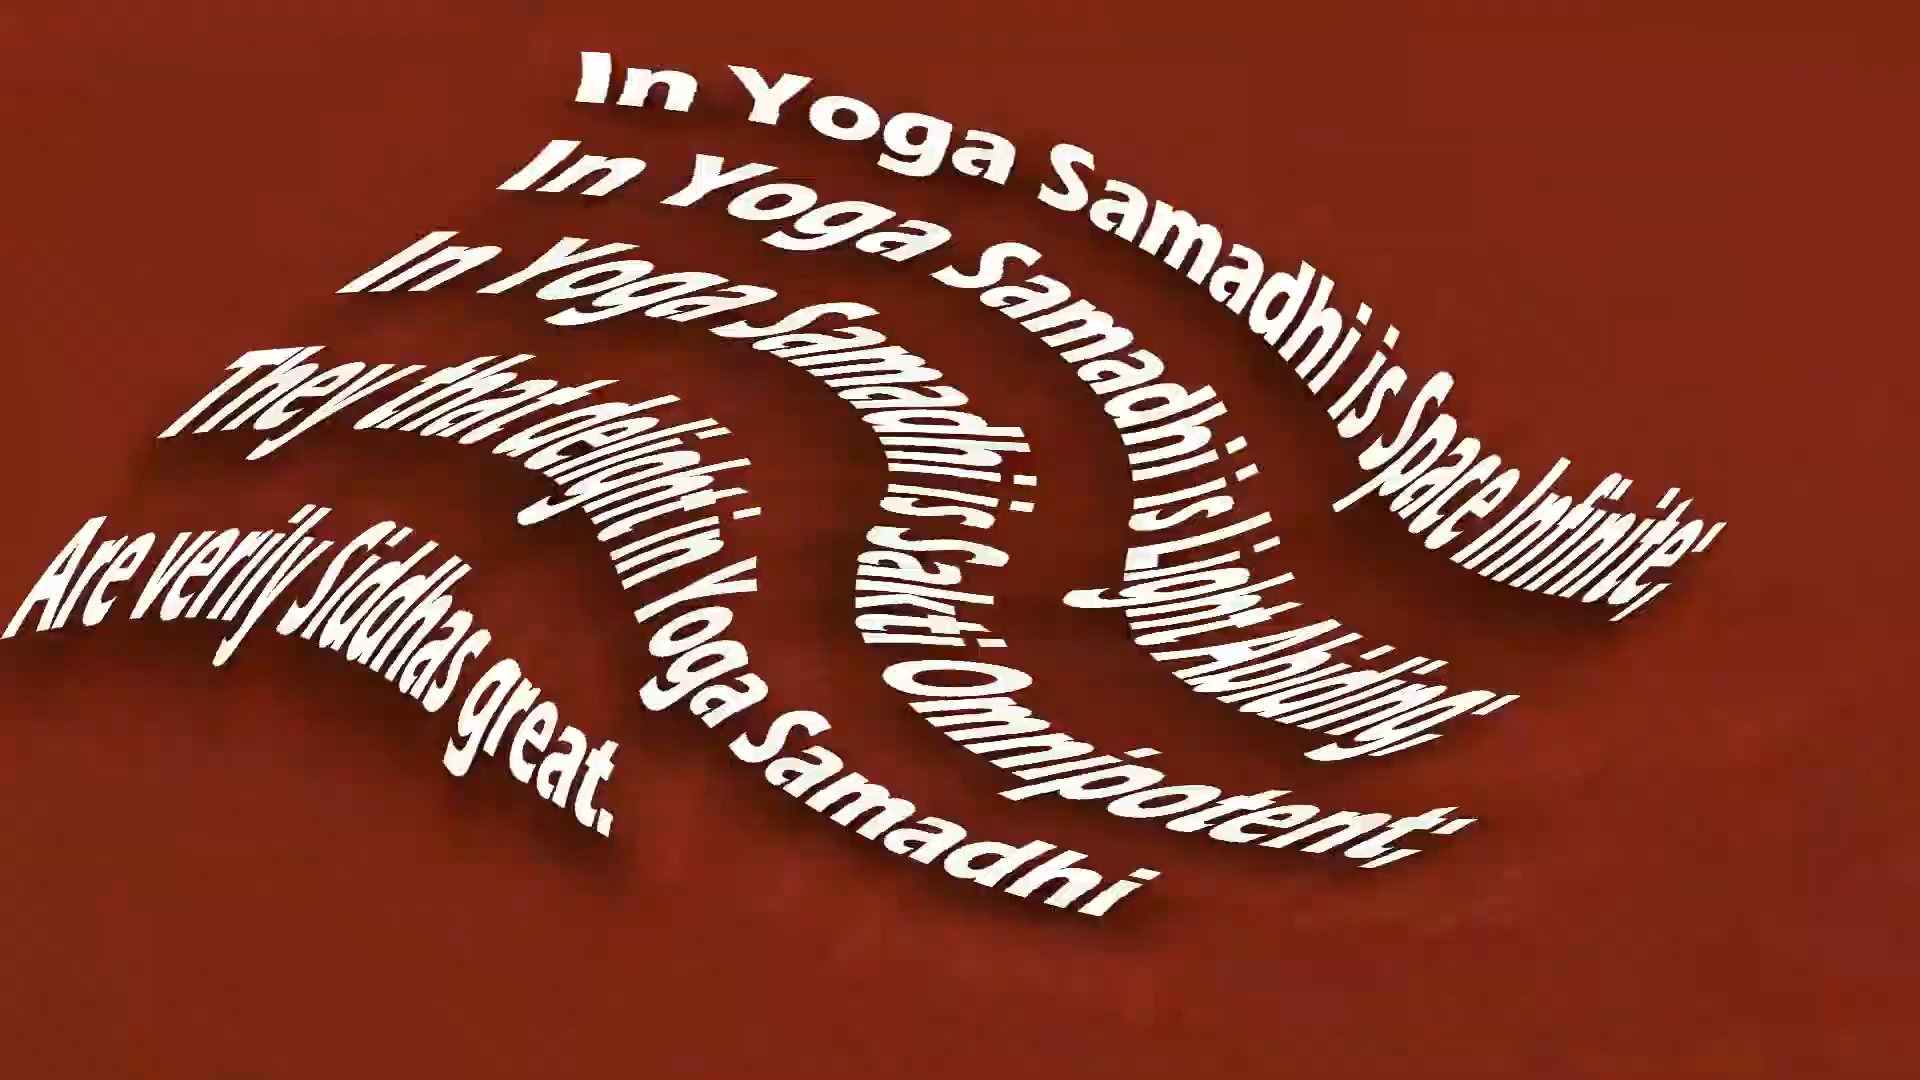 In Yoga Samadhi is Space Infinite;
In Yoga Samadhi is Light Abiding;
In Yoga Samadhi is Sakti Omnipotent;
They that delight in Yoga Samadhi
Are verily Siddhas great.